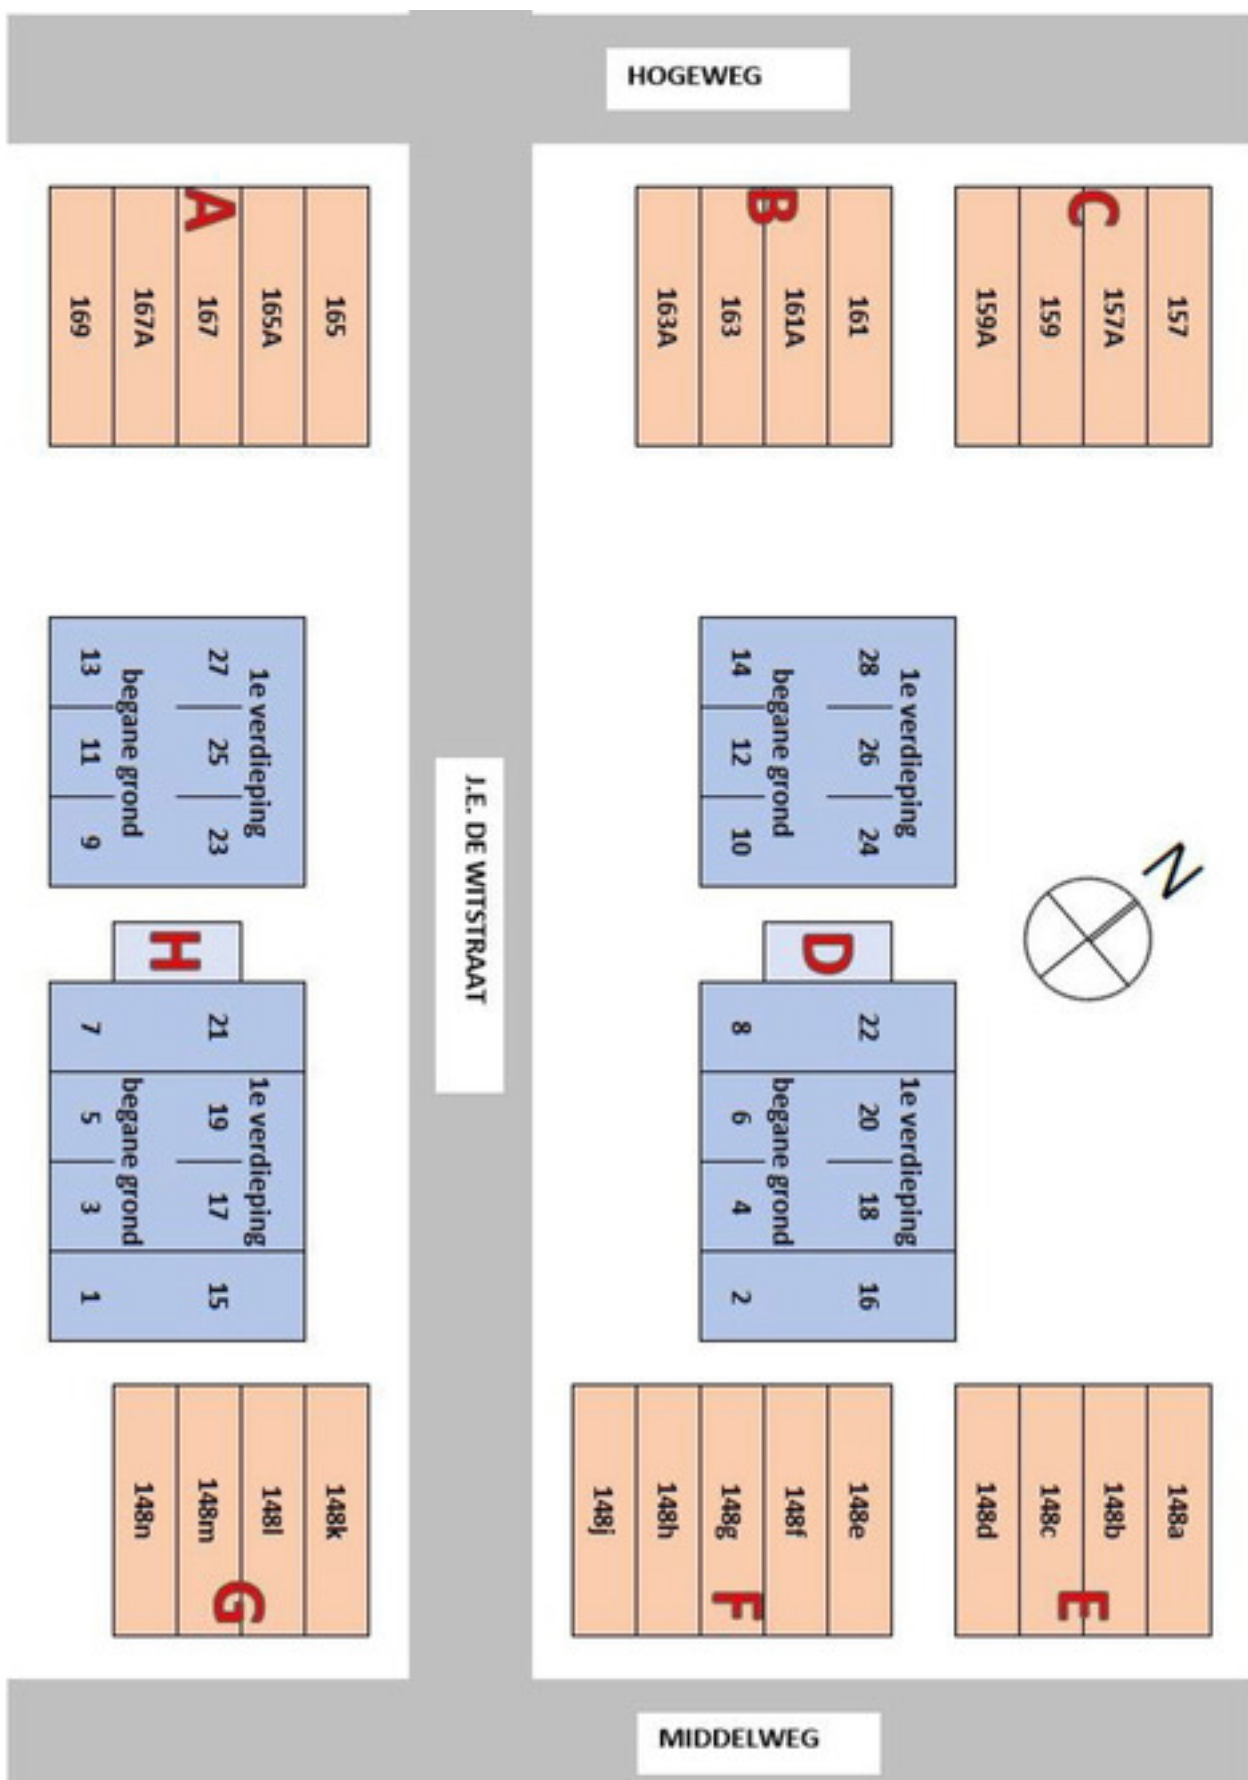 HOGEWEG
A
169
167A
167
165A
165
B
163A
163
161A
161
C
159A
159
157A
157
1e verdieping
27
25
23
begane grond
13
11
9
H
21
7
1e verdieping
19
17
begane grond
5
3
15
1
J.E. DE WITSTRAAT
1e verdieping
28
26
24
begane grond
14
12
10
D
22
8
1e verdieping
20
18
begane grond
6
4
16
2
N
148n
148m
148l
148k
G
148j
148h
148g
148f
148e
F
148d
148c
148b
148a
E
MIDDELWEG